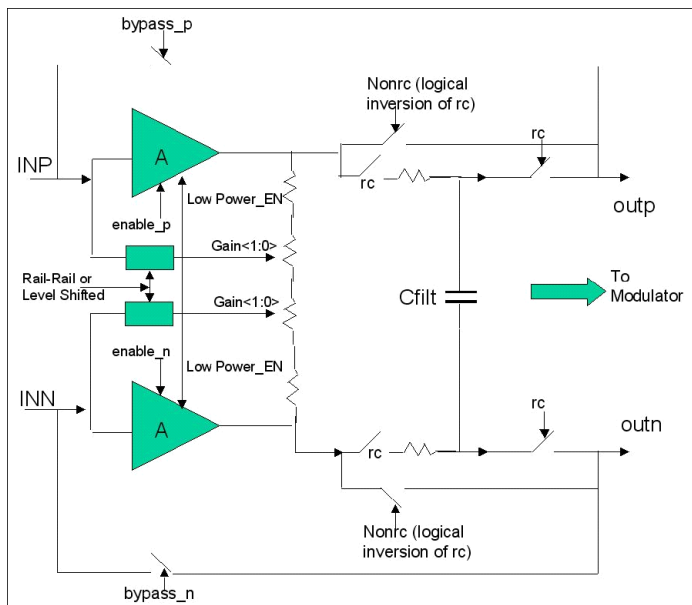 bypass_p
Nonrc (logical
inversion of rc)
rc
A
INP
rc
Low Power_EN
outp
enable_p
Gain<1:0>
Rail-Rail or
Level Shifted
To
Modulator
Cfilt
Gain<1:0>
enable_n
Low Power_EN
INN
rc
outn
A
rc
Nonrc (logical
inversion of rc)
bypass_n